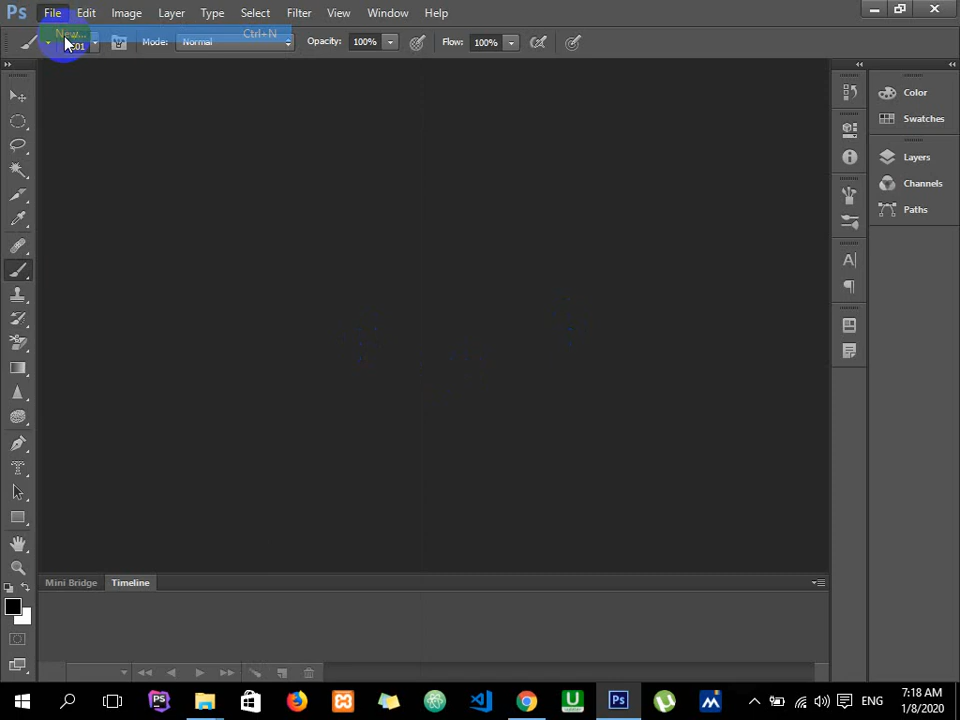 Ps File Edit Image Layer Type Select Filter View Window Help
New... Ctrl+N
Mode: Normal Opacity: 100% Flow: 100%
Color
Swatches
Layers
Channels
Paths
Mini Bridge Timeline
ENG
7:18 AM
1/8/2020